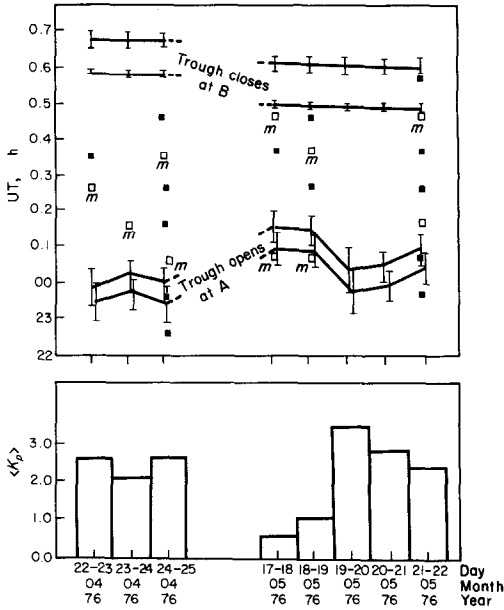 UT, h
0.7
0.6
0.5
0.4
0.3
0.2
0.1
00
23
22
Trough closes
at B
Trough opens
at A
m
m
m
m
m
m
m
m
m
⟨Kp⟩
3.0
2.0
1.0
0.0
22-23 23-24 24-25 17-18 18-19 19-20 20-21 21-22 Day
04 04 04 05 05 05 05 05 Month
76 76 76 76 76 76 76 76 Year